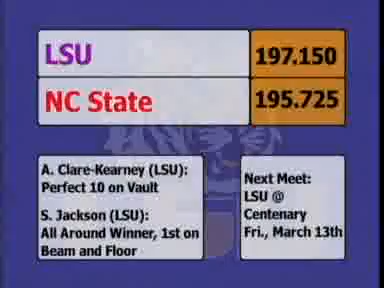 LSU 197.150
NC State 195.725
A. Clare-Kearney (LSU):
Perfect 10 on Vault
S. Jackson (LSU):
All Around Winner, 1st on
Beam and Floor
Next Meet:
LSU @
Centenary
Fri., March 13th